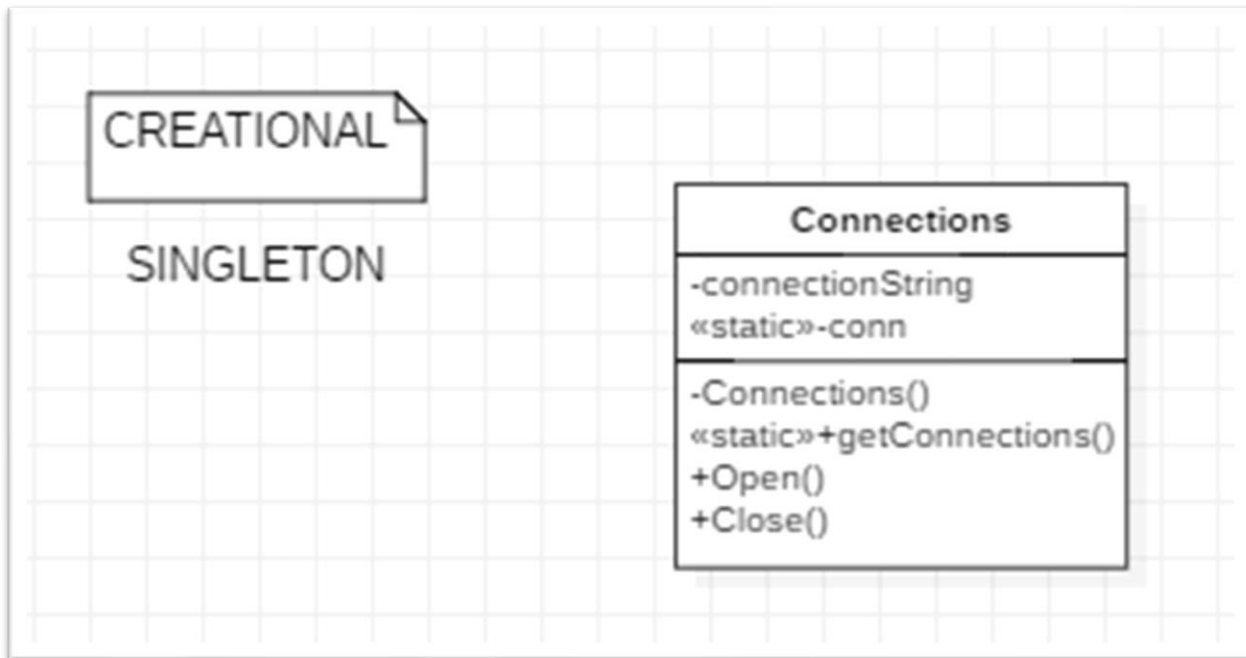 CREATIONAL
SINGLETON
Connections
-connectionString
«static»-conn
-Connections()
«static»+getConnections()
+Open()
+Close()